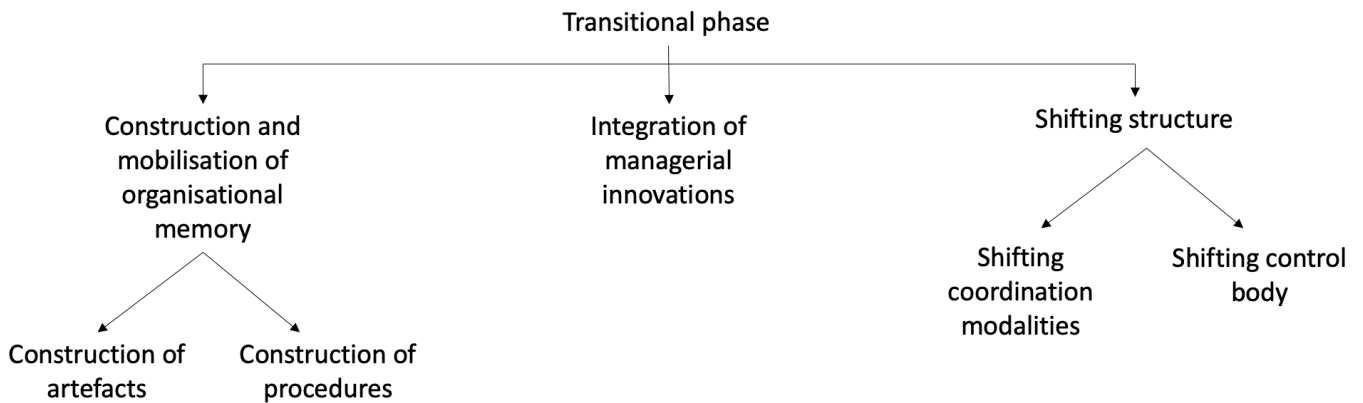 Transitional phase
Construction and
mobilisation of
organisational
memory
Integration of
managerial
innovations
Shifting structure
Shifting
coordination
modalities
Shifting control
body
Construction of
artefacts
Construction of
procedures